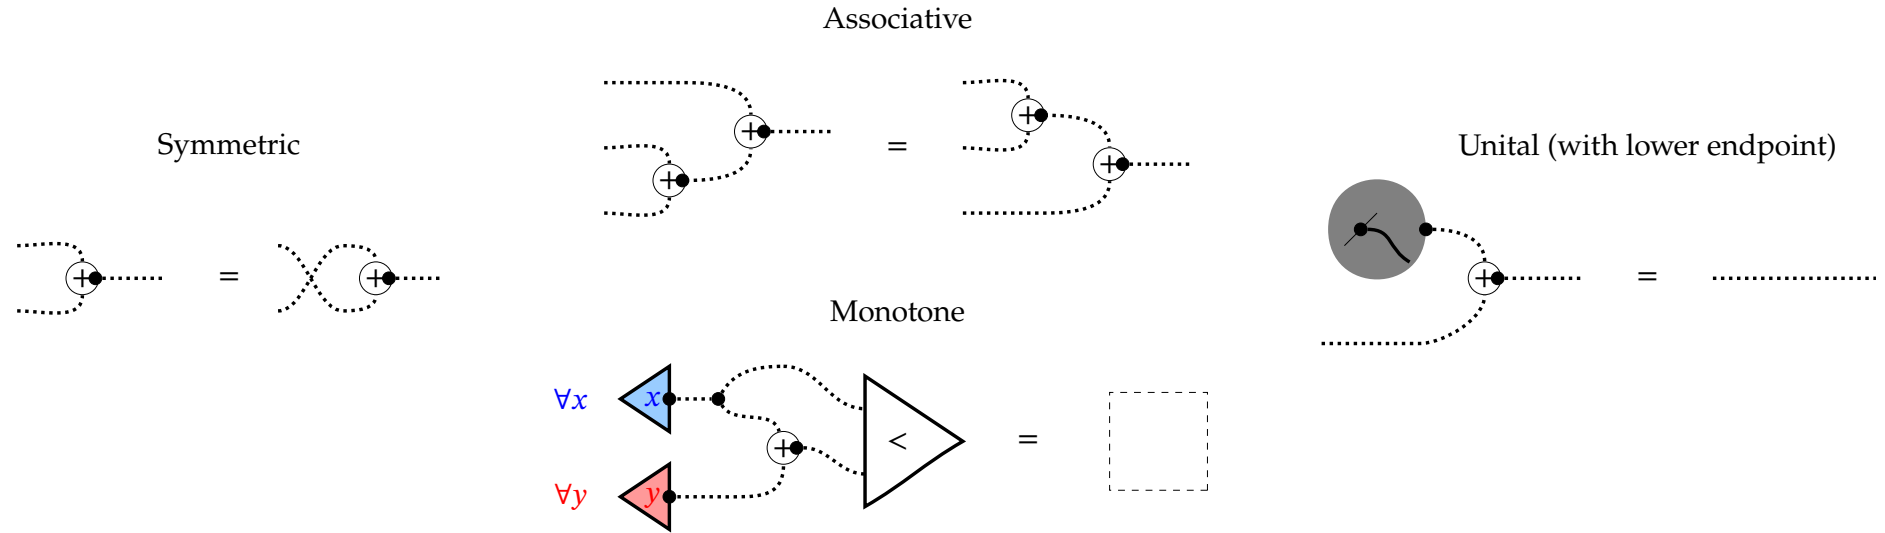 Associative
Symmetric
+ = +
+ + = + +
Unital (with lower endpoint)
+ =
Monotone
∀x x
+ < =
∀y y